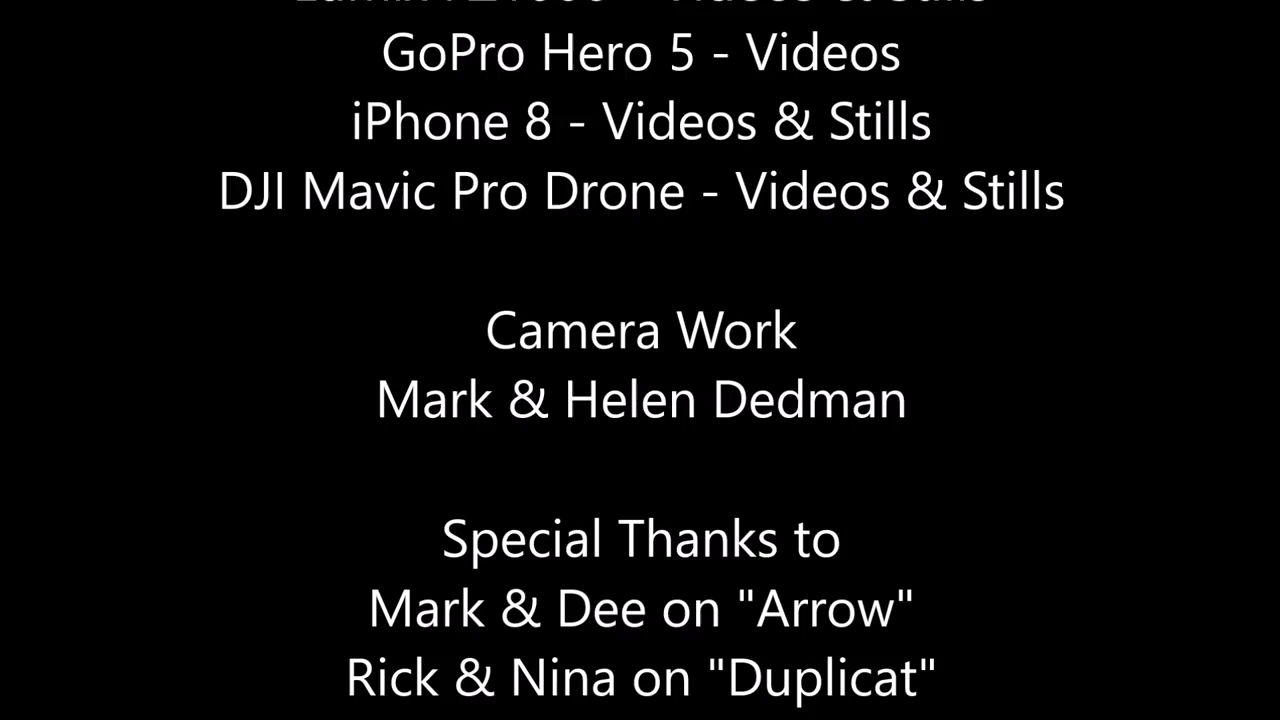 GoPro Hero 5 - Videos
iPhone 8 - Videos & Stills
DJI Mavic Pro Drone - Videos & Stills
Camera Work
Mark & Helen Dedman
Special Thanks to
Mark & Dee on "Arrow"
Rick & Nina on "Duplicat"